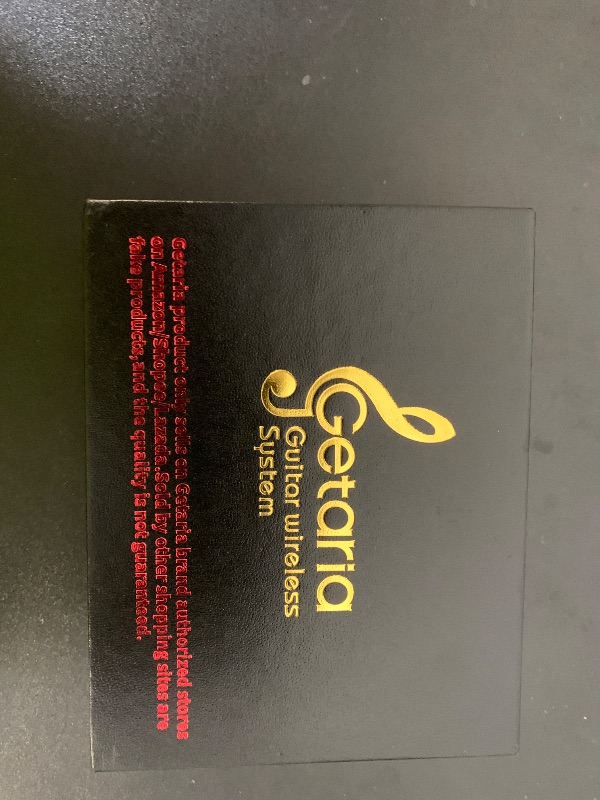 Getaria
Guitar wireless
System
Getaria product only sale on Getaria brand authorized stores
on Amazon/Shopee/Lazada.Sold by other shopping sites are
fake products,and the quality is not guaranteed.